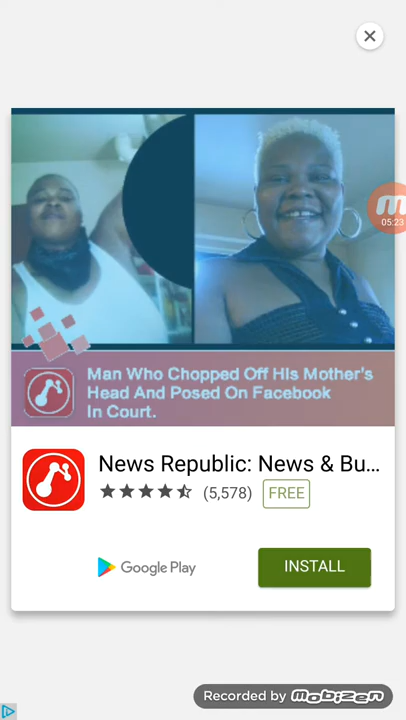 05:23
Man Who Chopped Off His Mother's
Head And Posed On Facebook
In Court.
News Republic: News & Bu...
(5,578) FREE
Google Play
INSTALL
Recorded by mobizen